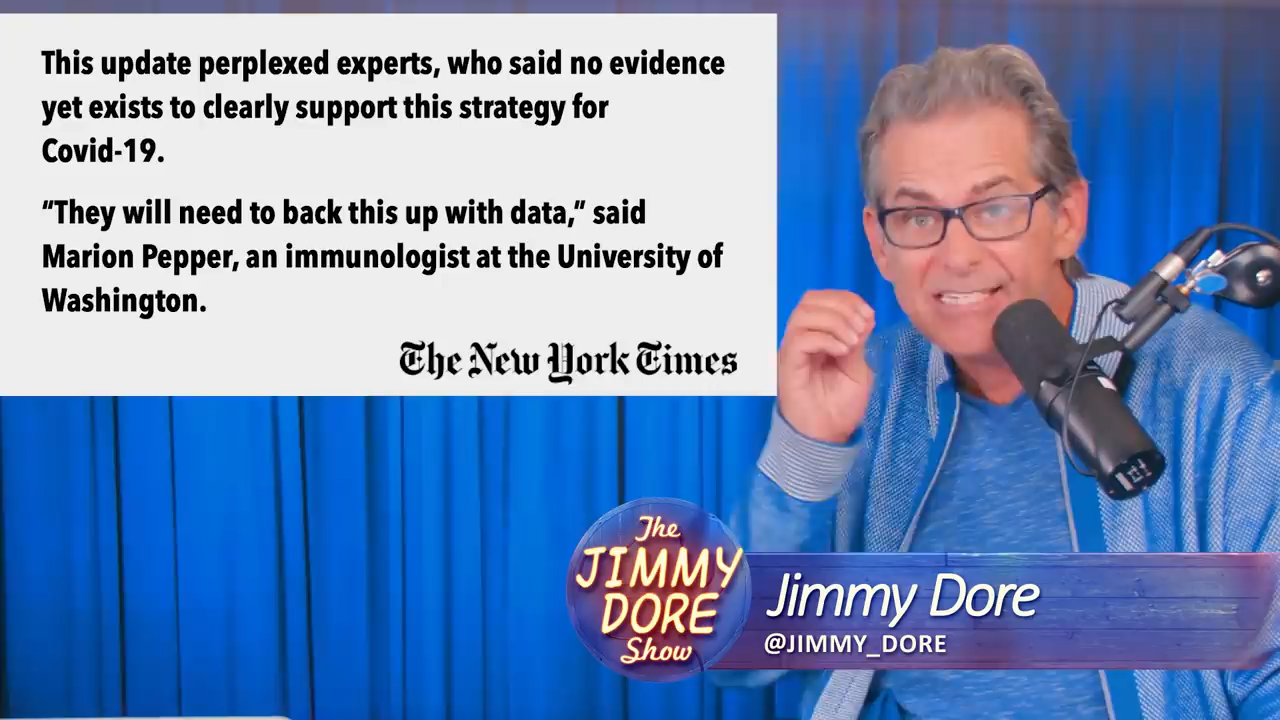 This update perplexed experts, who said no evidence
yet exists to clearly support this strategy for
Covid-19.
“They will need to back this up with data,” said
Marion Pepper, an immunologist at the University of
Washington.
The New York Times
The
JIMMY
DORE
Show
Jimmy Dore
@JIMMY_DORE